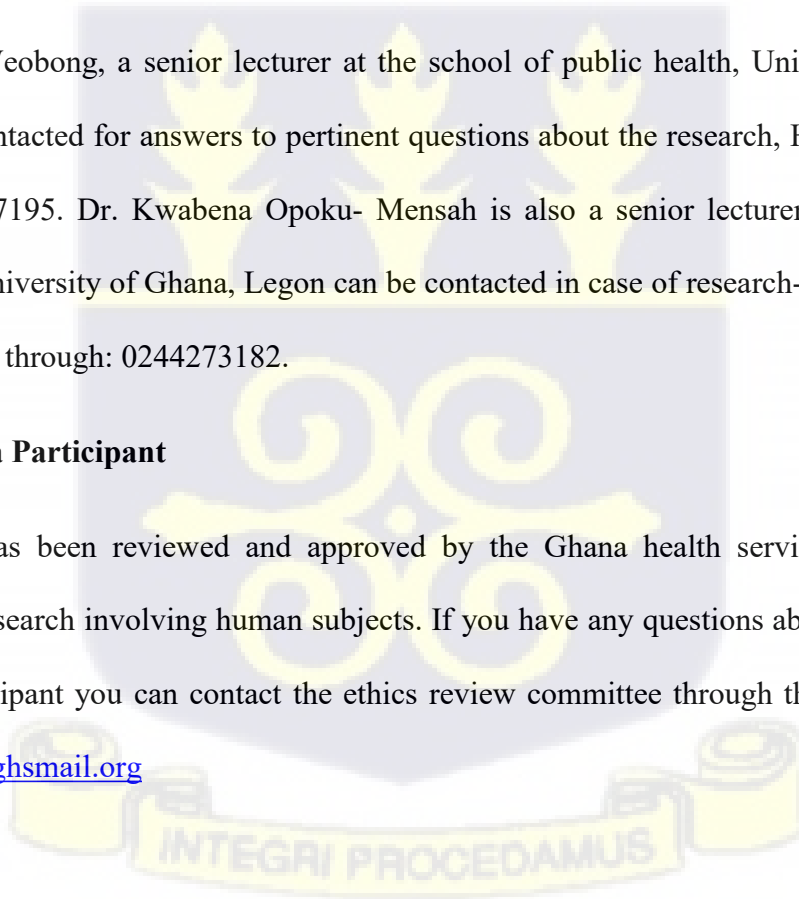 Yeobong, a senior lecturer at the school of public health, Uni
ntacted for answers to pertinent questions about the research,
7195. Dr. Kwabena Opoku- Mensah is also a senior lecturer
niversity of Ghana, Legon can be contacted in case of research-
through: 0244273182.
Participant
as been reviewed and approved by the Ghana health servi
search involving human subjects. If you have any questions ab
ipant you can contact the ethics review committee through th
ghsmail.org
INTEGRI PROCEDAMUS